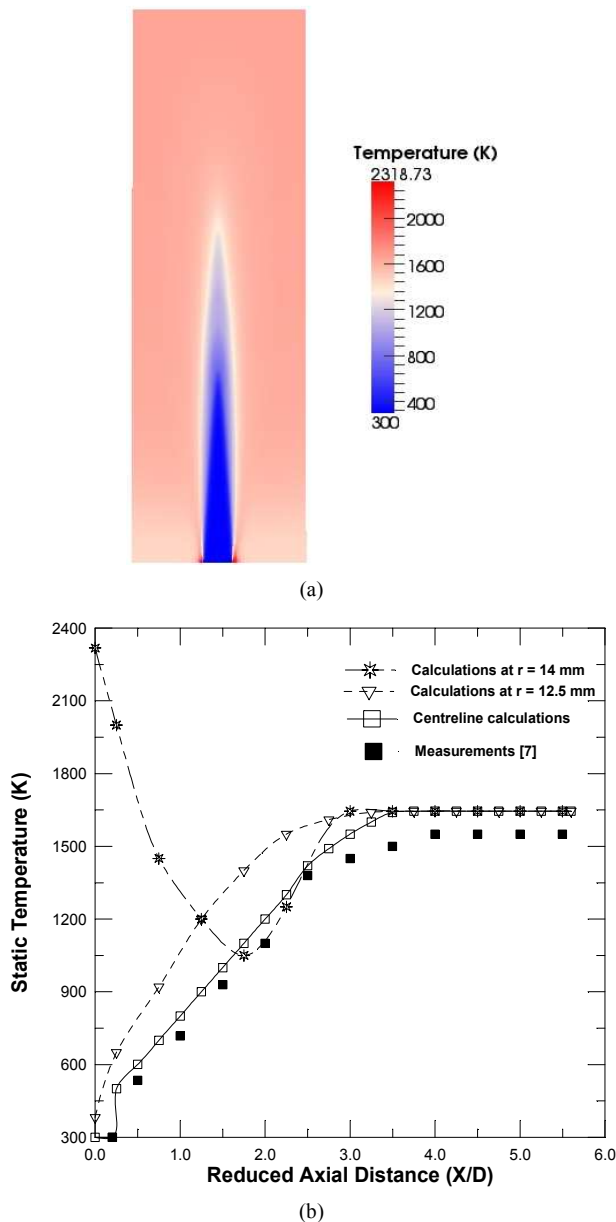 Temperature (K)
2318.73
2000
1600
1200
800
400
300
(a)
2400
2100
1800
1500
1200
900
600
300
Static Temperature (K)
Calculations at r = 14 mm
Calculations at r = 12.5 mm
Centreline calculations
Measurements [7]
0.0 1.0 2.0 3.0 4.0 5.0 6.0
Reduced Axial Distance (X/D)
(b)